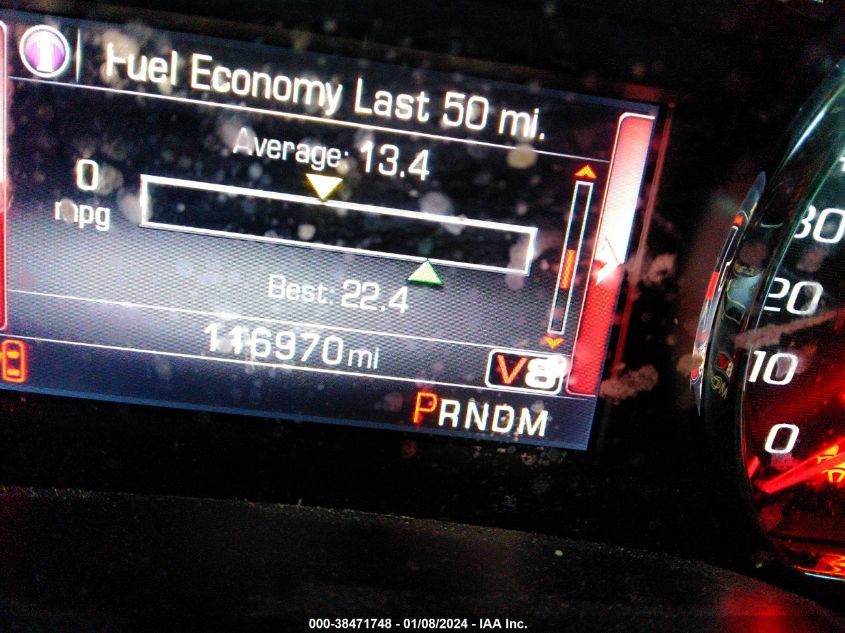 Fuel Economy Last 50 mi.
Average: 13.4
0
mpg
Best: 22.4
116970 mi
V8
PRNDM
30
20
10
0
000-38471748 - 01/08/2024 - IAA Inc.